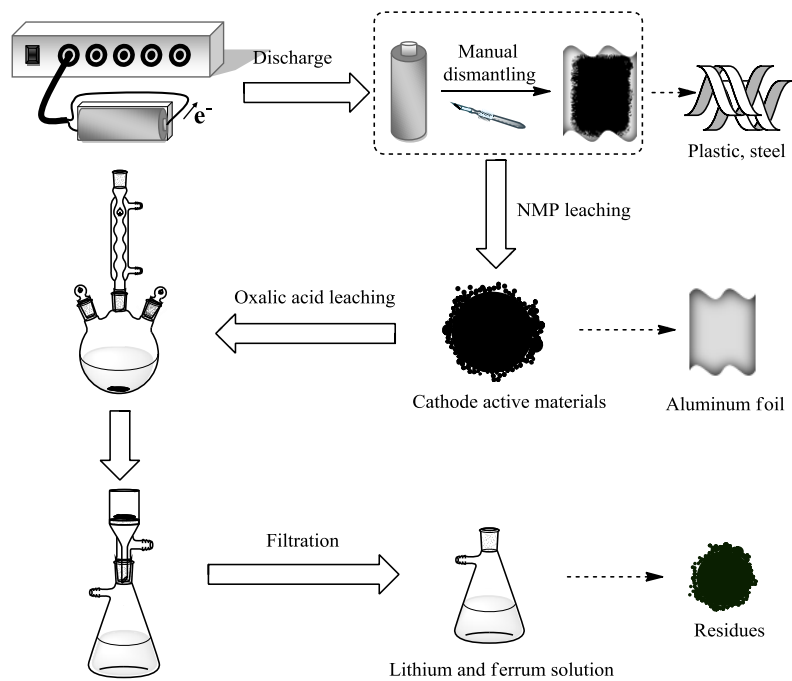 Discharge
Manual
dismantling
e-
Plastic, steel
NMP leaching
Oxalic acid leaching
Cathode active materials
Aluminum foil
Filtration
Residues
Lithium and ferrum solution